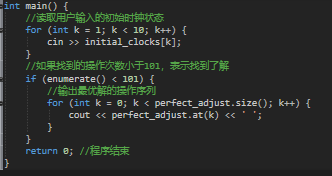 int main() {
//读取用户输入的初始时钟状态
for (int k = 1; k < 10; k++) {
cin >> initial_clocks[k];
}
//如果找到的操作次数小于101，表示找到了解
if (enumerate() < 101) {
//输出最优解的操作序列
for (int k = 0; k < perfect_adjust.size(); k++) {
cout << perfect_adjust.at(k) << ' ';
}
}
return 0; //程序结束
}